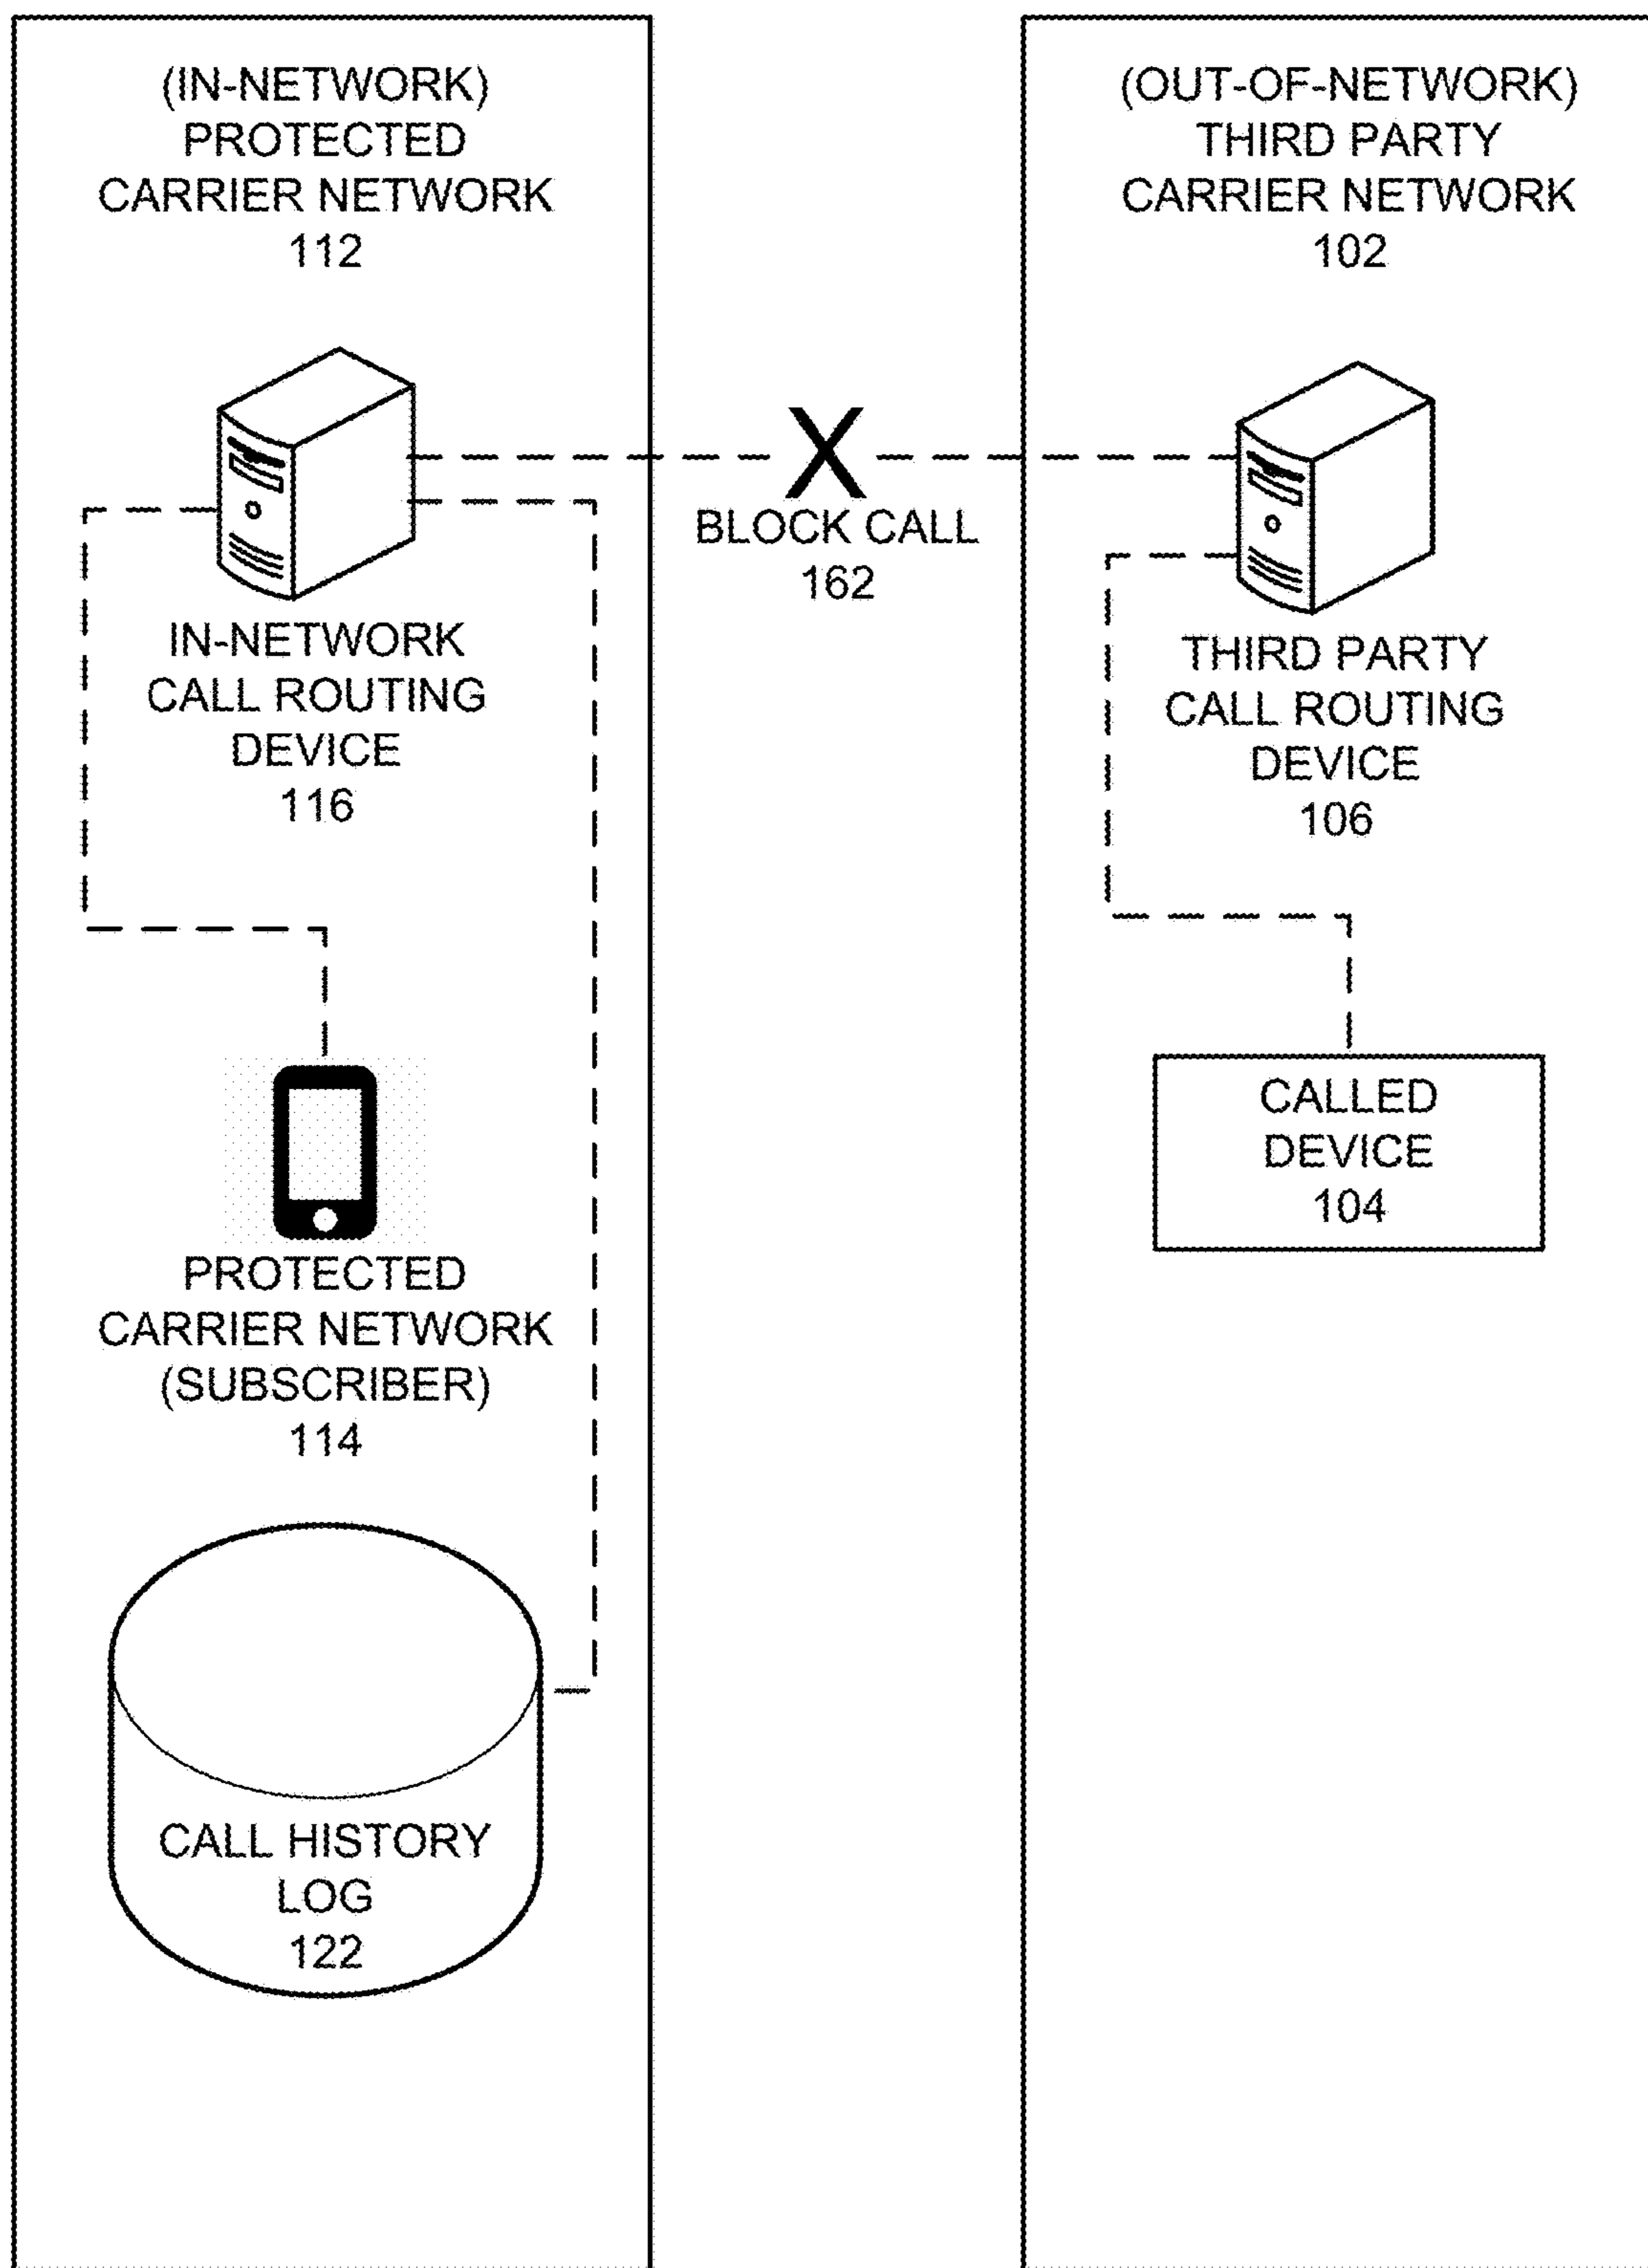 (IN-NETWORK)
PROTECTED
CARRIER NETWORK
112
IN-NETWORK
CALL ROUTING
DEVICE
116
PROTECTED
CARRIER NETWORK
(SUBSCRIBER)
114
CALL HISTORY
LOG
122
X
BLOCK CALL
162
(OUT-OF-NETWORK)
THIRD PARTY
CARRIER NETWORK
102
THIRD PARTY
CALL ROUTING
DEVICE
106
CALLED
DEVICE
104